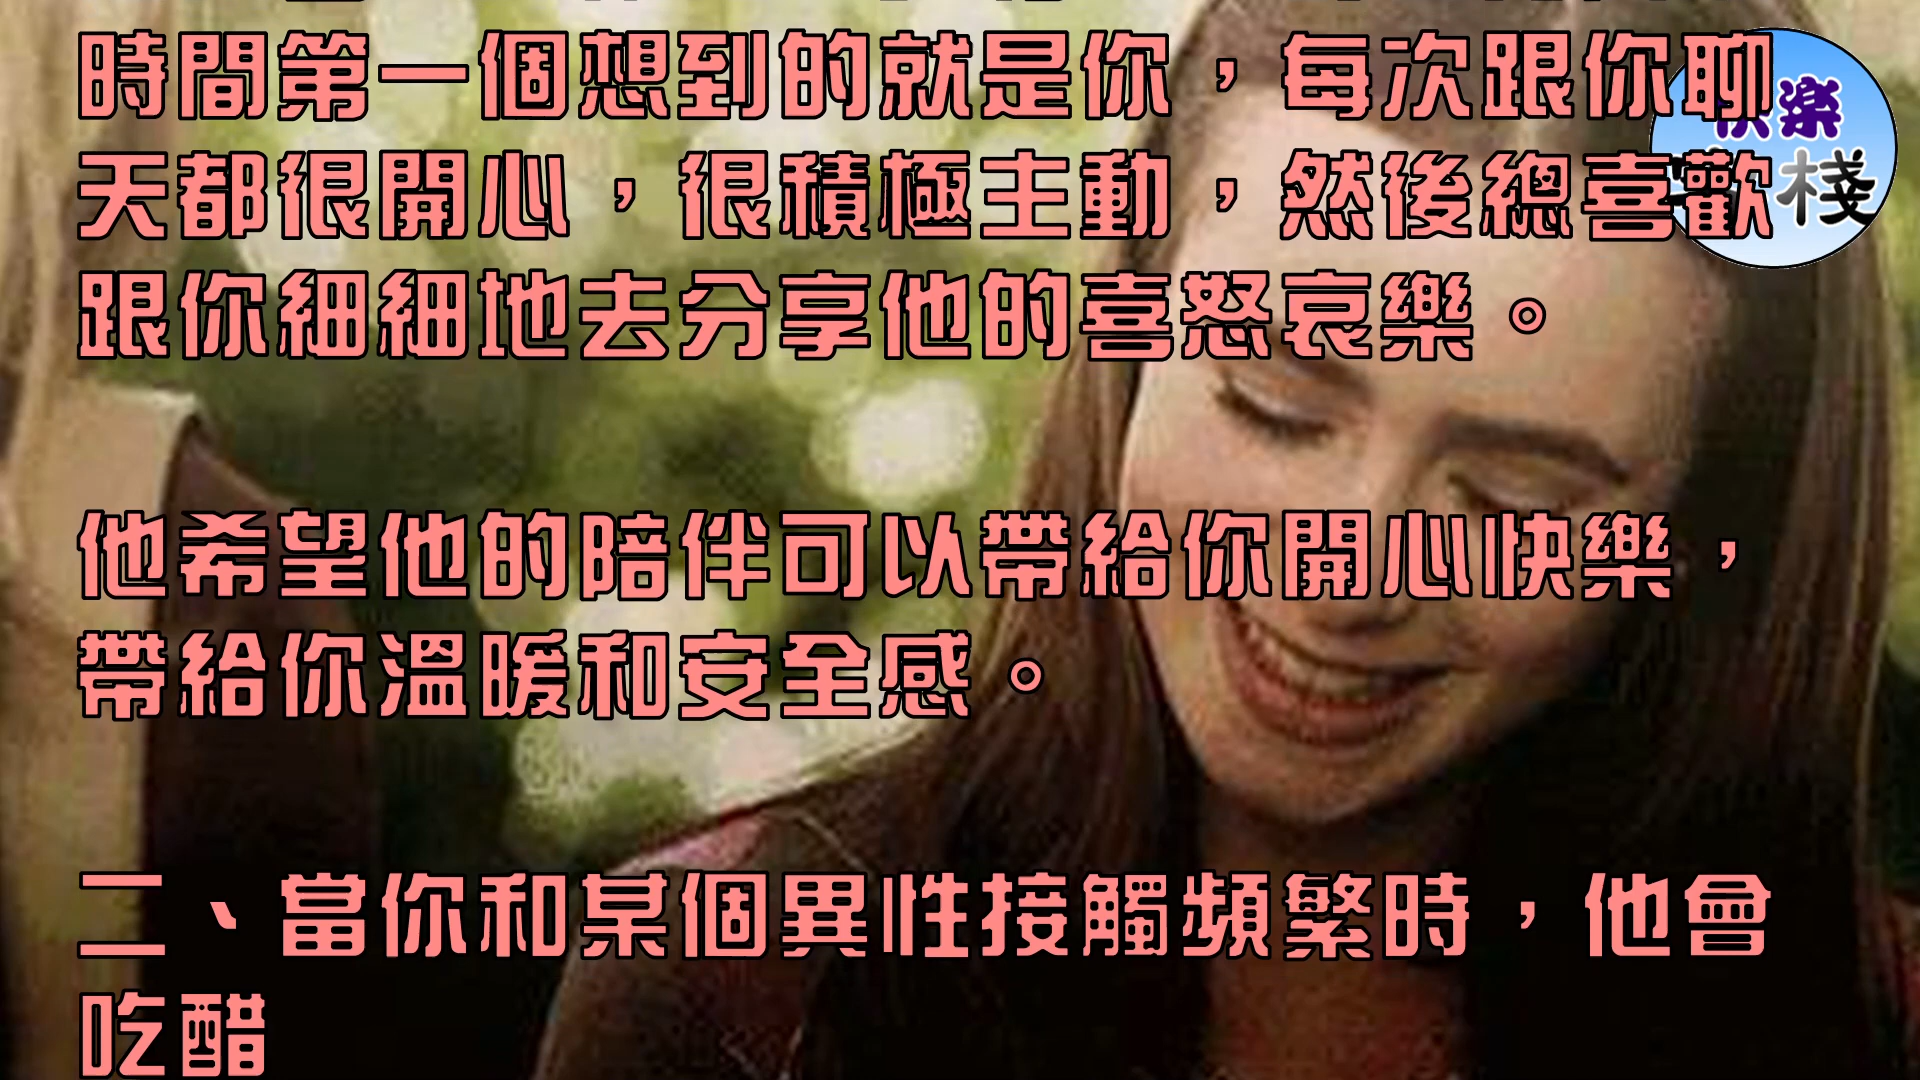 時間第一個想到的就是你，每次跟你聊
天都很開心，很積極主動，然後總喜歡
跟你細細地去分享他的喜怒哀樂。
他希望他的陪伴可以帶給你開心快樂，
帶給你溫暖和安全感。
二、當你和某個異性接觸頻繁時，他會
吃醋
樂
棧